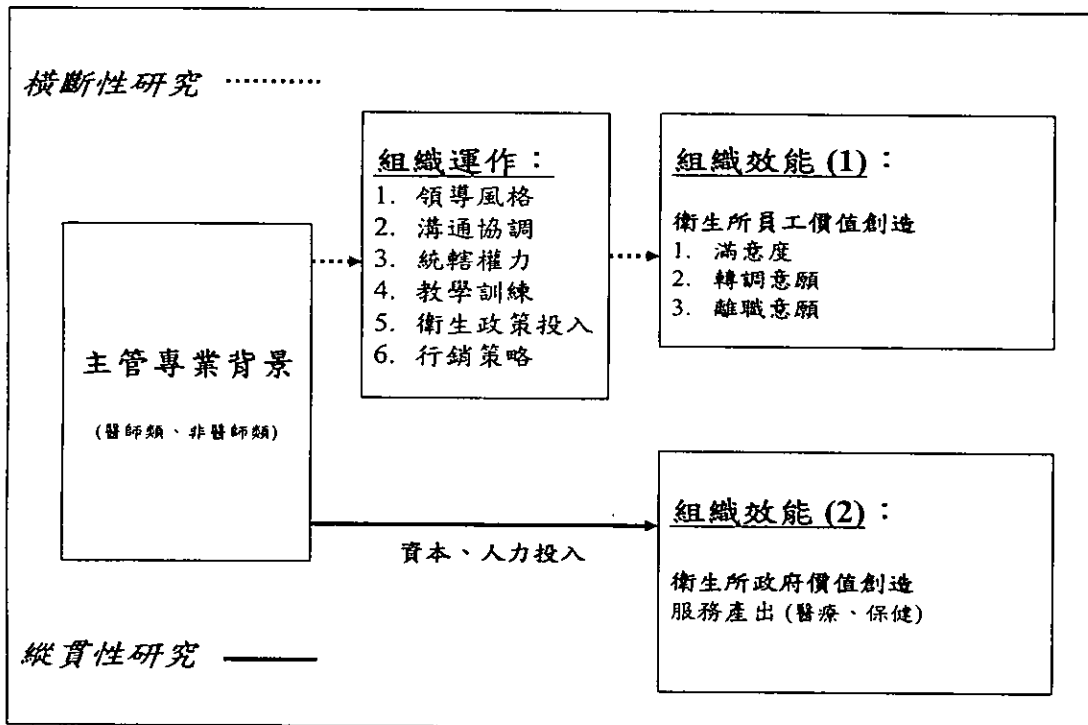 橫斷性研究
組織運作：
1. 領導風格
2. 溝通協調
3. 統轄權力
4. 教學訓練
5. 衛生政策投入
6. 行銷策略
組織效能 (1)：
衛生所員工價值創造
1. 滿意度
2. 轉調意願
3. 離職意願
主管專業背景
(醫師類、非醫師類)
資本、人力投入
組織效能 (2)：
衛生所政府價值創造
服務產出 (醫療、保健)
縱貫性研究